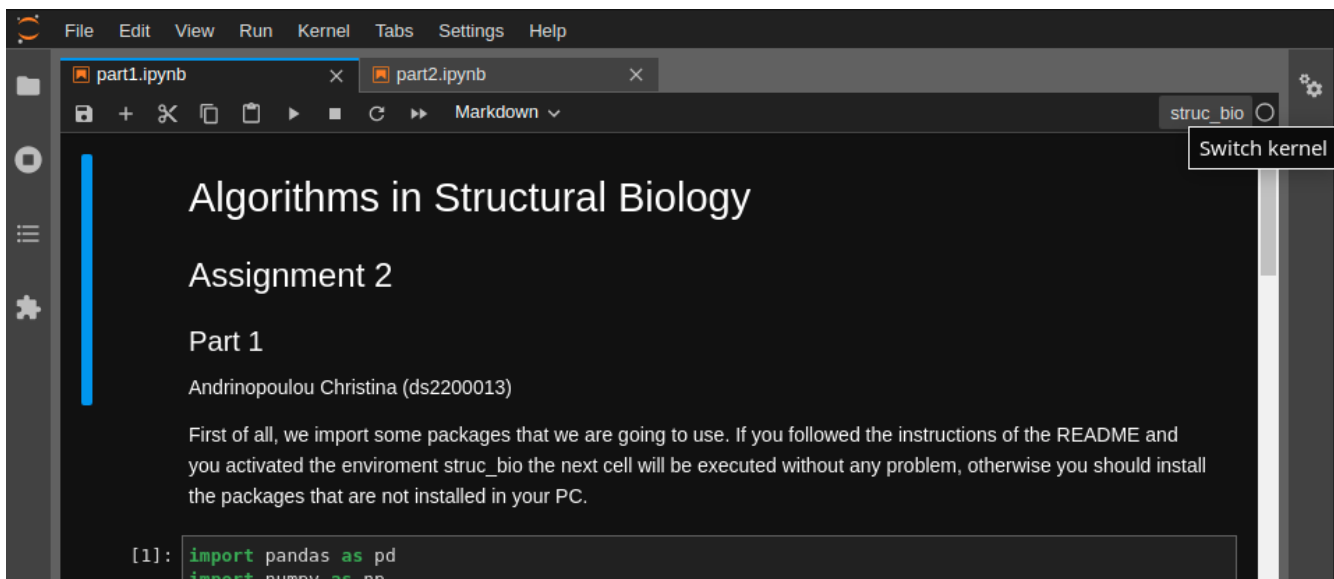 File Edit View Run Kernel Tabs Settings Help
part1.ipynb part2.ipynb
Markdown struc_bio
Switch kernel
Algorithms in Structural Biology
Assignment 2
Part 1
Andrinopoulou Christina (ds2200013)
First of all, we import some packages that we are going to use. If you followed the instructions of the README and
you activated the enviroment struc_bio the next cell will be executed without any problem, otherwise you should install
the packages that are not installed in your PC.
[1]: import pandas as pd
import numpy as np